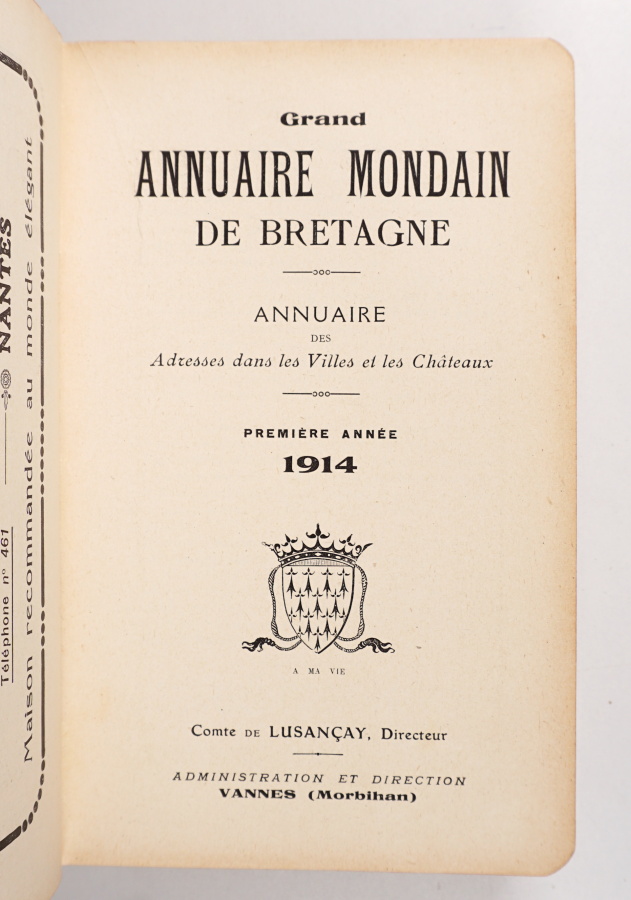 NANTES
Téléphone nº 461
Maison recommandée au monde élégant
Grand
ANNUAIRE MONDAIN
DE BRETAGNE
ANNUAIRE
DES
Adresses dans les Villes et les Châteaux
PREMIÈRE ANNÉE
1914
A MA VIE
Comte DE LUSANÇAY, Directeur
ADMINISTRATION ET DIRECTION
VANNES (Morbihan)